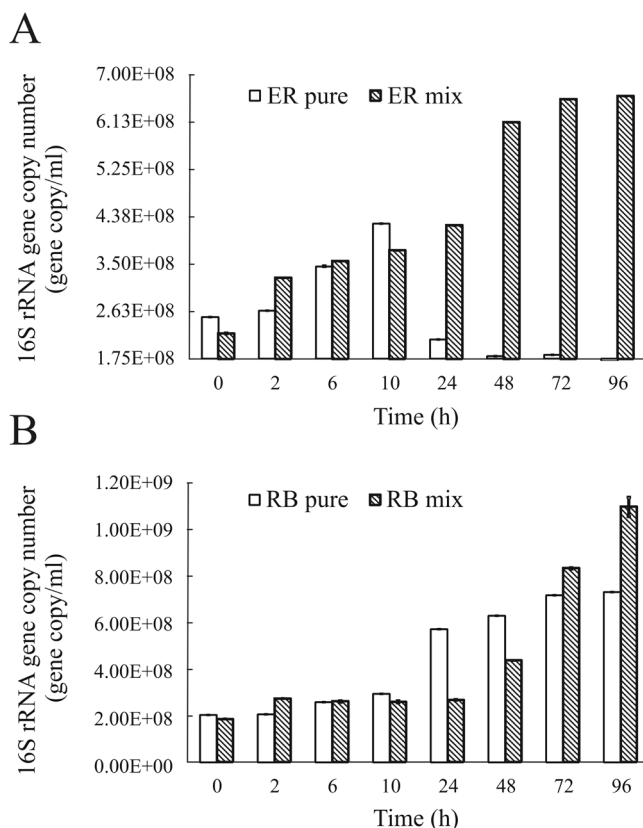 A
16S rRNA gene copy number
(gene copy/ml)
7.00E+08
6.13E+08
5.25E+08
4.38E+08
3.50E+08
2.63E+08
1.75E+08
ER pure
ER mix
0 2 6 10 24 48 72 96
Time (h)
B
16S rRNA gene copy number
(gene copy/ml)
1.20E+09
1.00E+09
8.00E+08
6.00E+08
4.00E+08
2.00E+08
0.00E+00
RB pure
RB mix
0 2 6 10 24 48 72 96
Time (h)